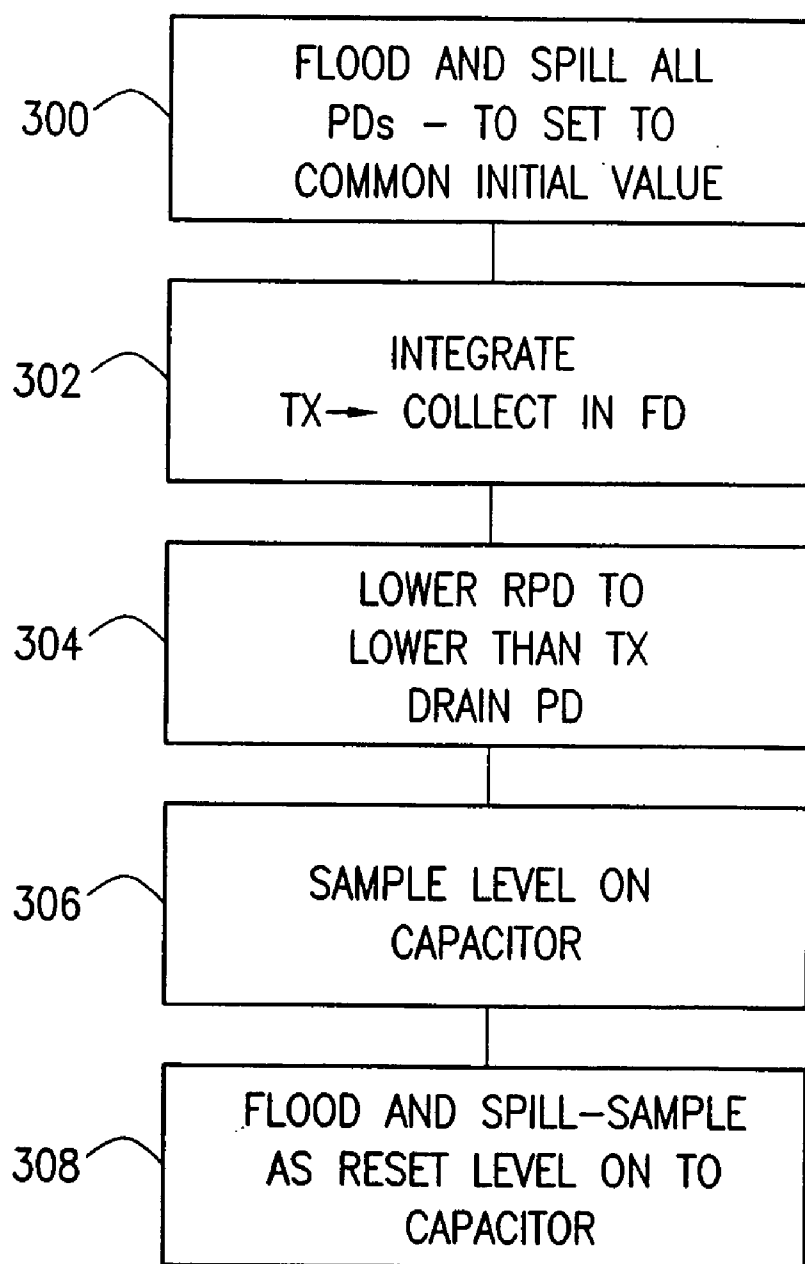 300
FLOOD AND SPILL ALL
PDs - TO SET TO
COMMON INITIAL VALUE
302
INTEGRATE
TX→ COLLECT IN FD
304
LOWER RPD TO
LOWER THAN TX
DRAIN PD
306
SAMPLE LEVEL ON
CAPACITOR
308
FLOOD AND SPILL-SAMPLE
AS RESET LEVEL ON TO
CAPACITOR